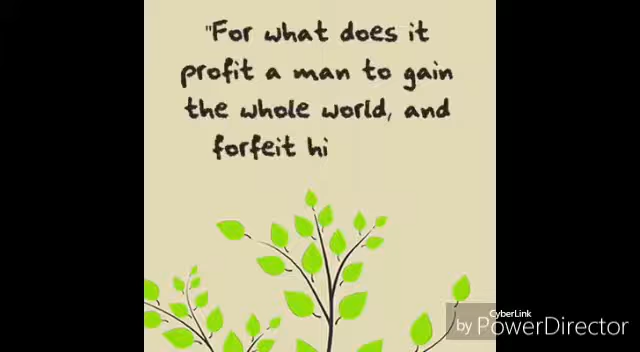 "For what does it
profit a man to gain
the whole world, and
forfeit hi
CyberLink
by PowerDirector